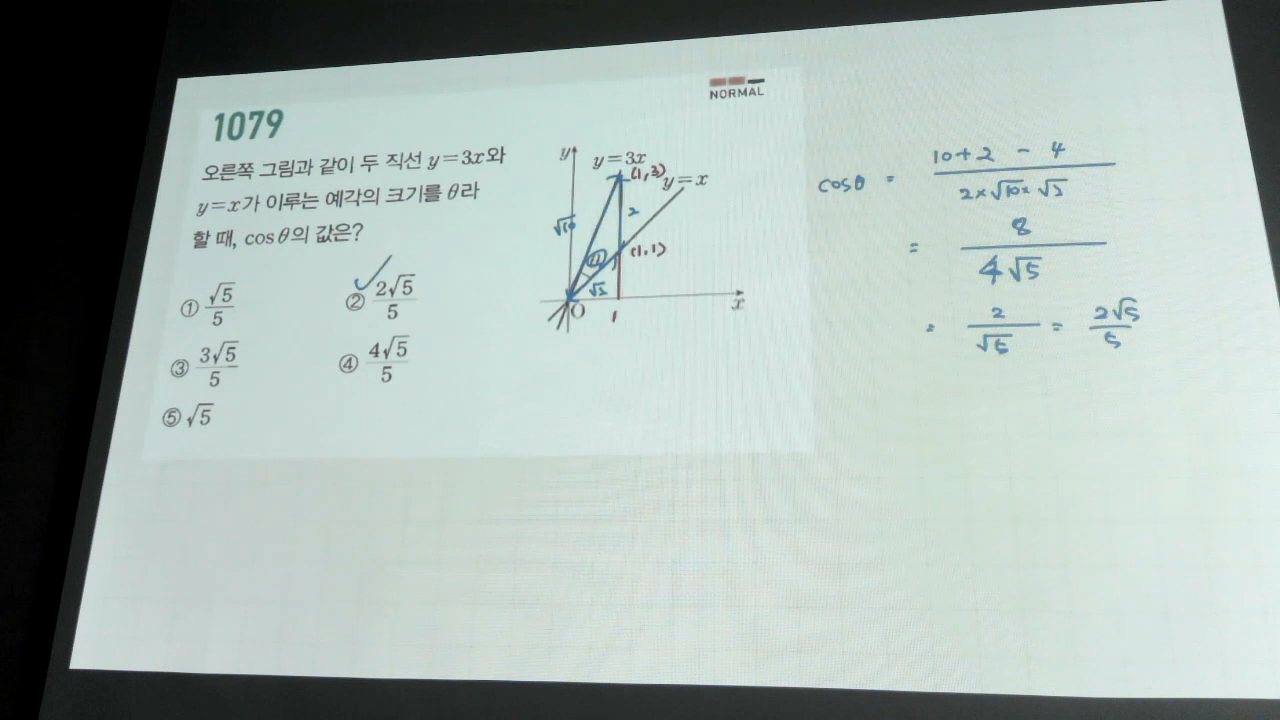 NORMAL
1079
오른쪽 그림과 같이 두 직선 y=3x와
y=x가 이루는 예각의 크기를 θ라
할 때, cosθ의 값은?
① √5/5 ② 2√5/5
③ 3√5/5 ④ 4√5/5
⑤ √5
y
y=3x
(1,3)
y=x
√10
2
(1,1)
√2
O
1
x
cosθ = (10+2-4)/(2×√10×√2)
= 8/(4√5)
= 2/√5 = 2√5/5